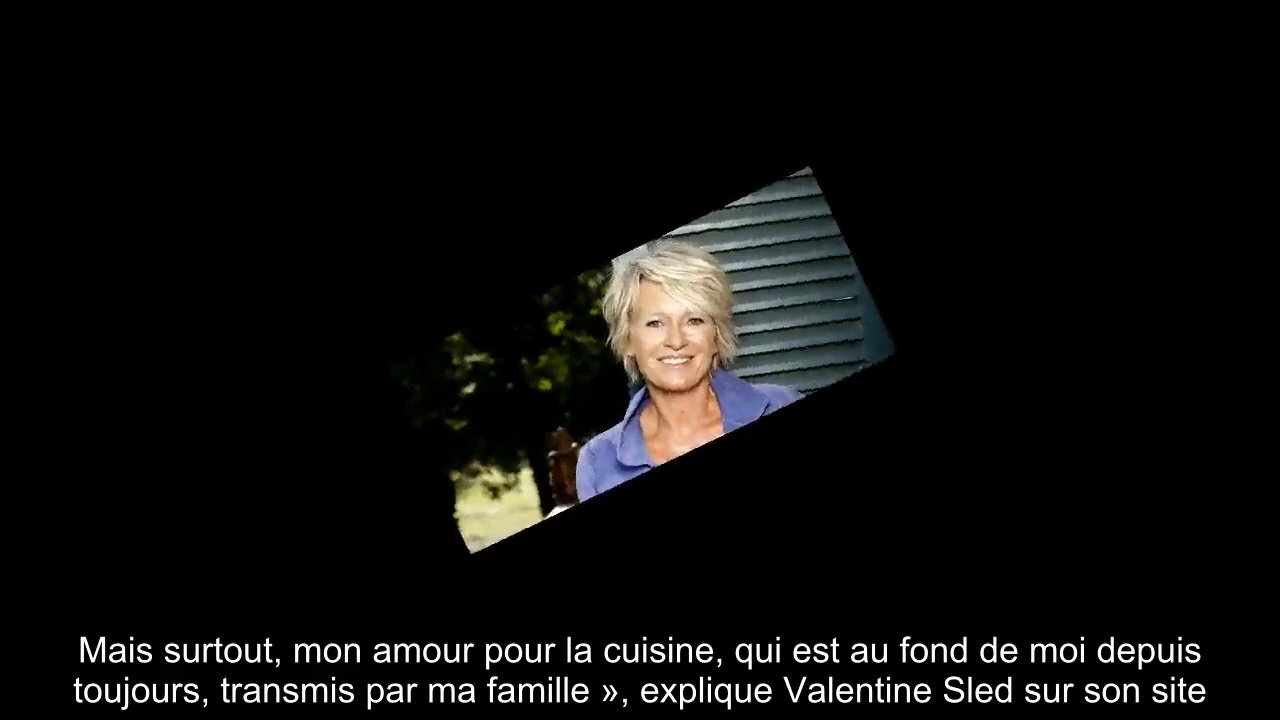 Mais surtout, mon amour pour la cuisine, qui est au fond de moi depuis
toujours, transmis par ma famille », explique Valentine Sled sur son site